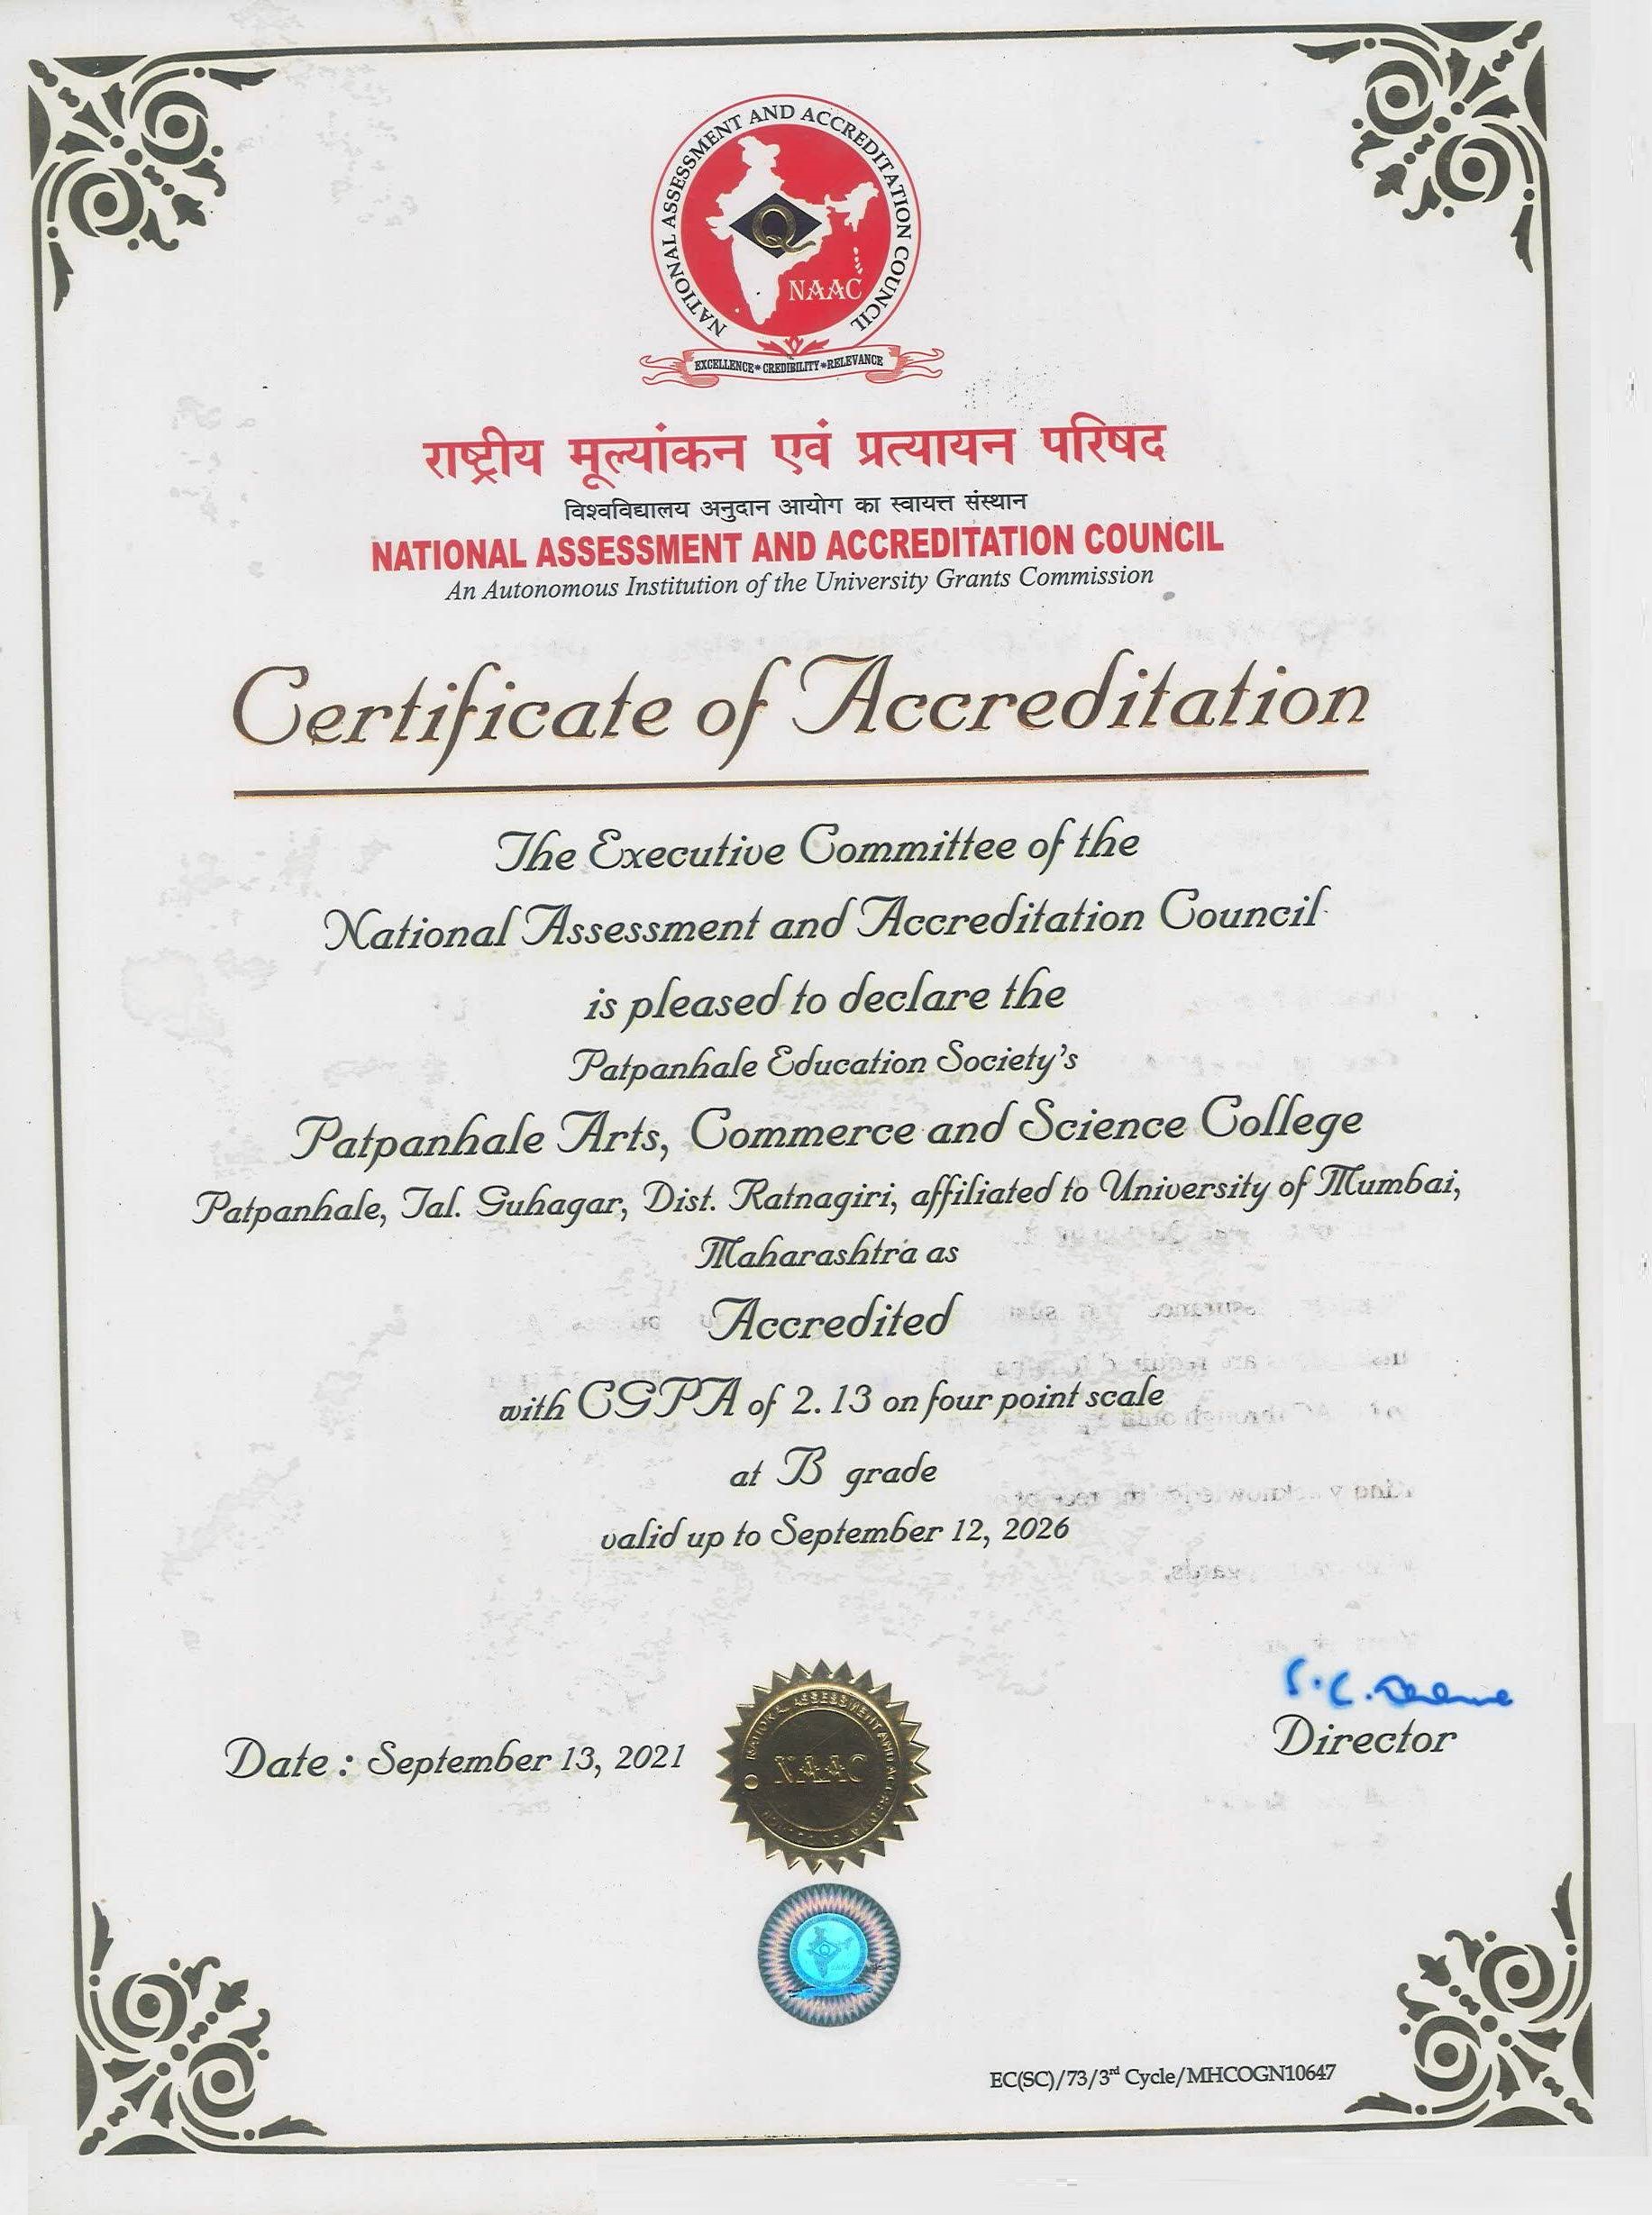 NATIONAL ASSESSMENT AND ACCREDITATION COUNCIL
Q
NAAC
EXCELLENCE * CREDIBILITY * RELEVANCE
राष्ट्रीय मूल्यांकन एवं प्रत्यायन परिषद
विश्वविद्यालय अनुदान आयोग का स्वायत्त संस्थान
NATIONAL ASSESSMENT AND ACCREDITATION COUNCIL
An Autonomous Institution of the University Grants Commission
Certificate of Accreditation
The Executive Committee of the
National Assessment and Accreditation Council
is pleased to declare the
Patpanhale Education Society's
Patpanhale Arts, Commerce and Science College
Patpanhale, Tal. Guhagar, Dist. Ratnagiri, affiliated to University of Mumbai,
Maharashtra as
Accredited
with CGPA of 2.13 on four point scale
at B grade
valid up to September 12, 2026
Director
Date : September 13, 2021
NAAC
EC(SC)/73/3rd Cycle/MHCOGN10647